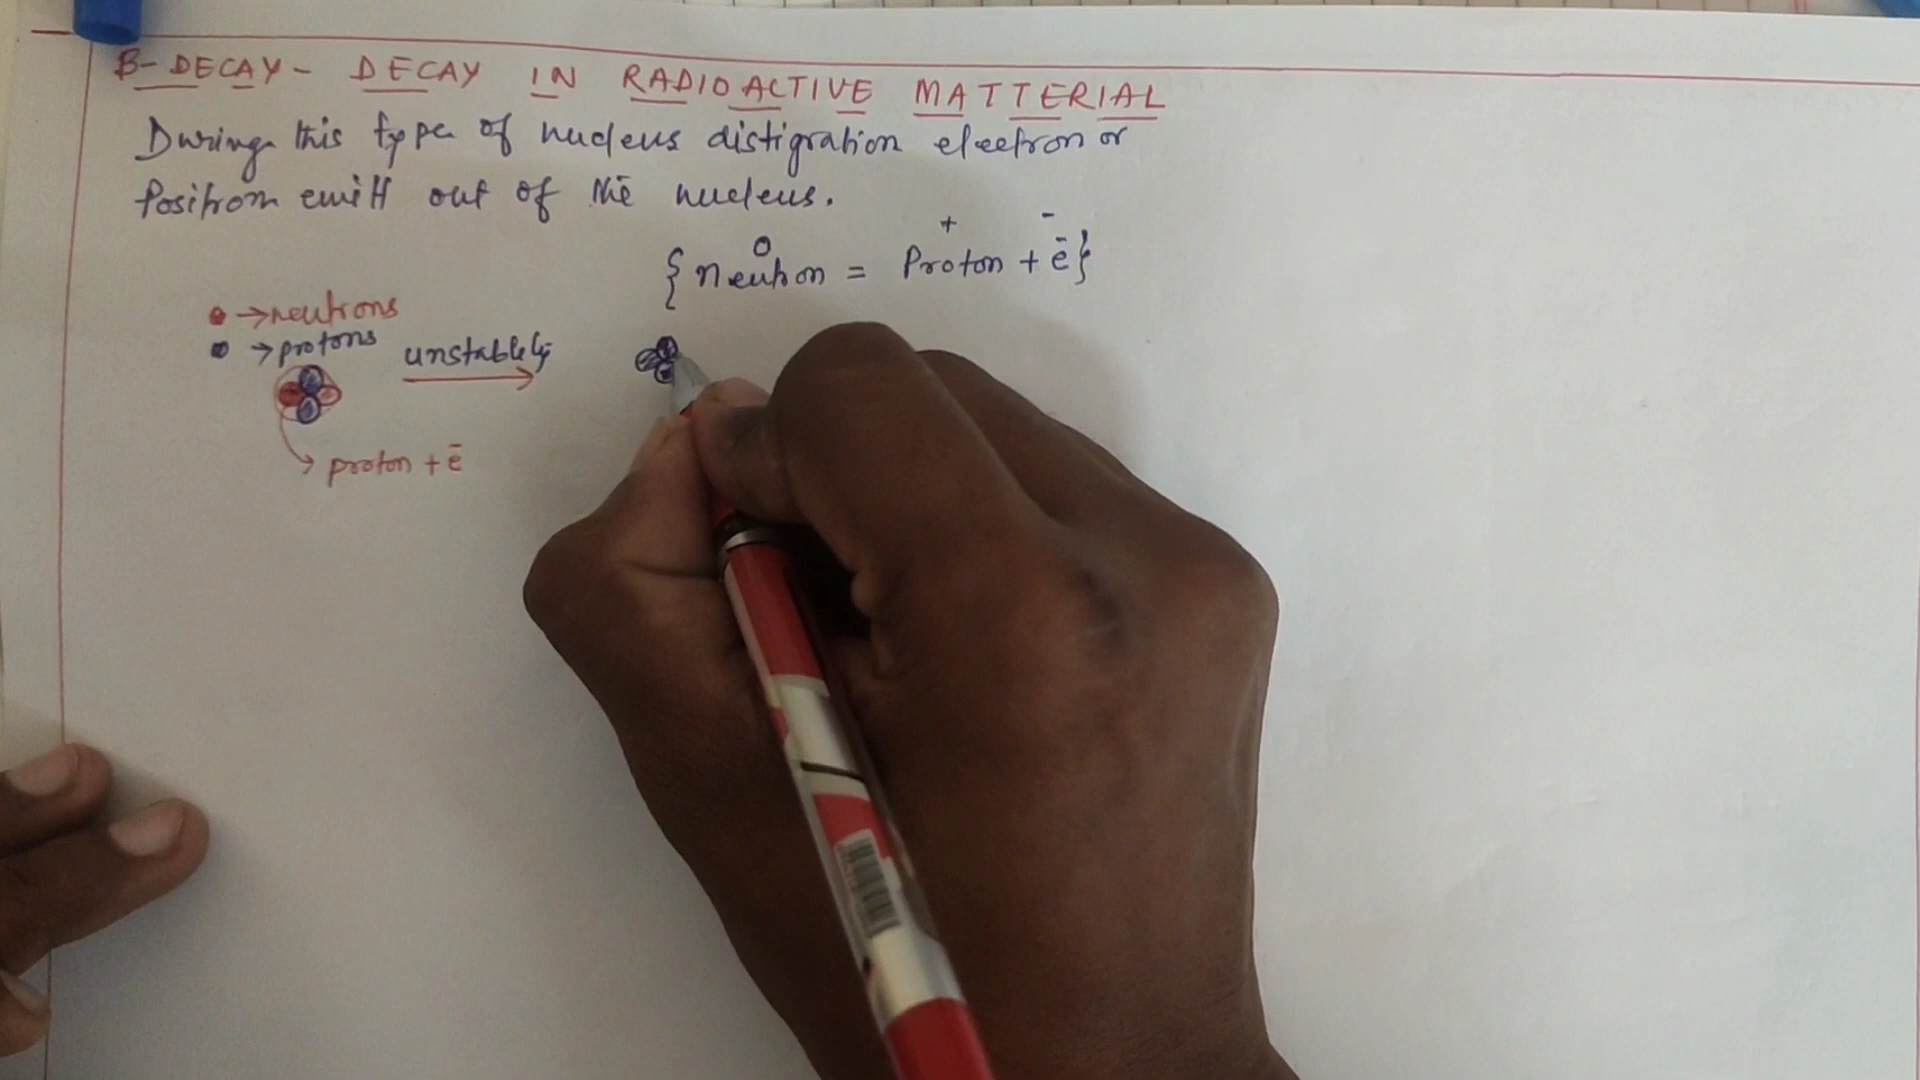 B-DECAY- DECAY IN RADIOACTIVE MATTERIAL
During this type of nucleus distigration electron or
Positron emitt out of the nucleus.
+ -
{ neutron = Proton + ē }
0
→ neutrons
→ protons
unstablely
proton + ē